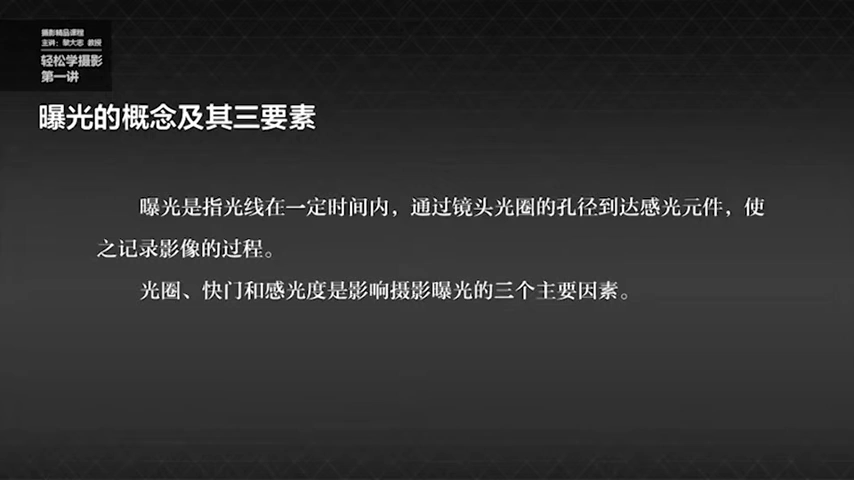 摄影精品课程
主讲：黎大志 教授
轻松学摄影
第一讲
曝光的概念及其三要素
曝光是指光线在一定时间内，通过镜头光圈的孔径到达感光元件，使
之记录影像的过程。
光圈、快门和感光度是影响摄影曝光的三个主要因素。